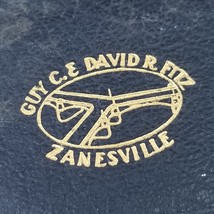 GUY C. & DAVID R. FITZ
ZANESVILLE